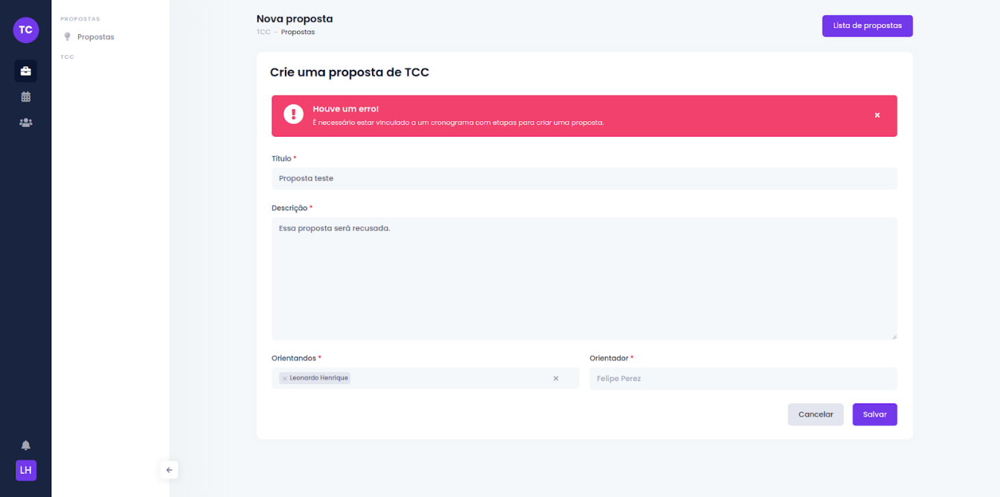 TC
PROPOSTAS
Propostas
TCC
LH
Nova proposta
TCC - Propostas
Lista de propostas
Crie uma proposta de TCC
Houve um erro!
É necessário estar vinculado a um cronograma com etapas para criar uma proposta.
Título *
Proposta teste
Descrição *
Essa proposta será recusada.
Orientandos *
Orientador *
× Leonardo Henrique ×
Felipe Perez
Cancelar
Salvar